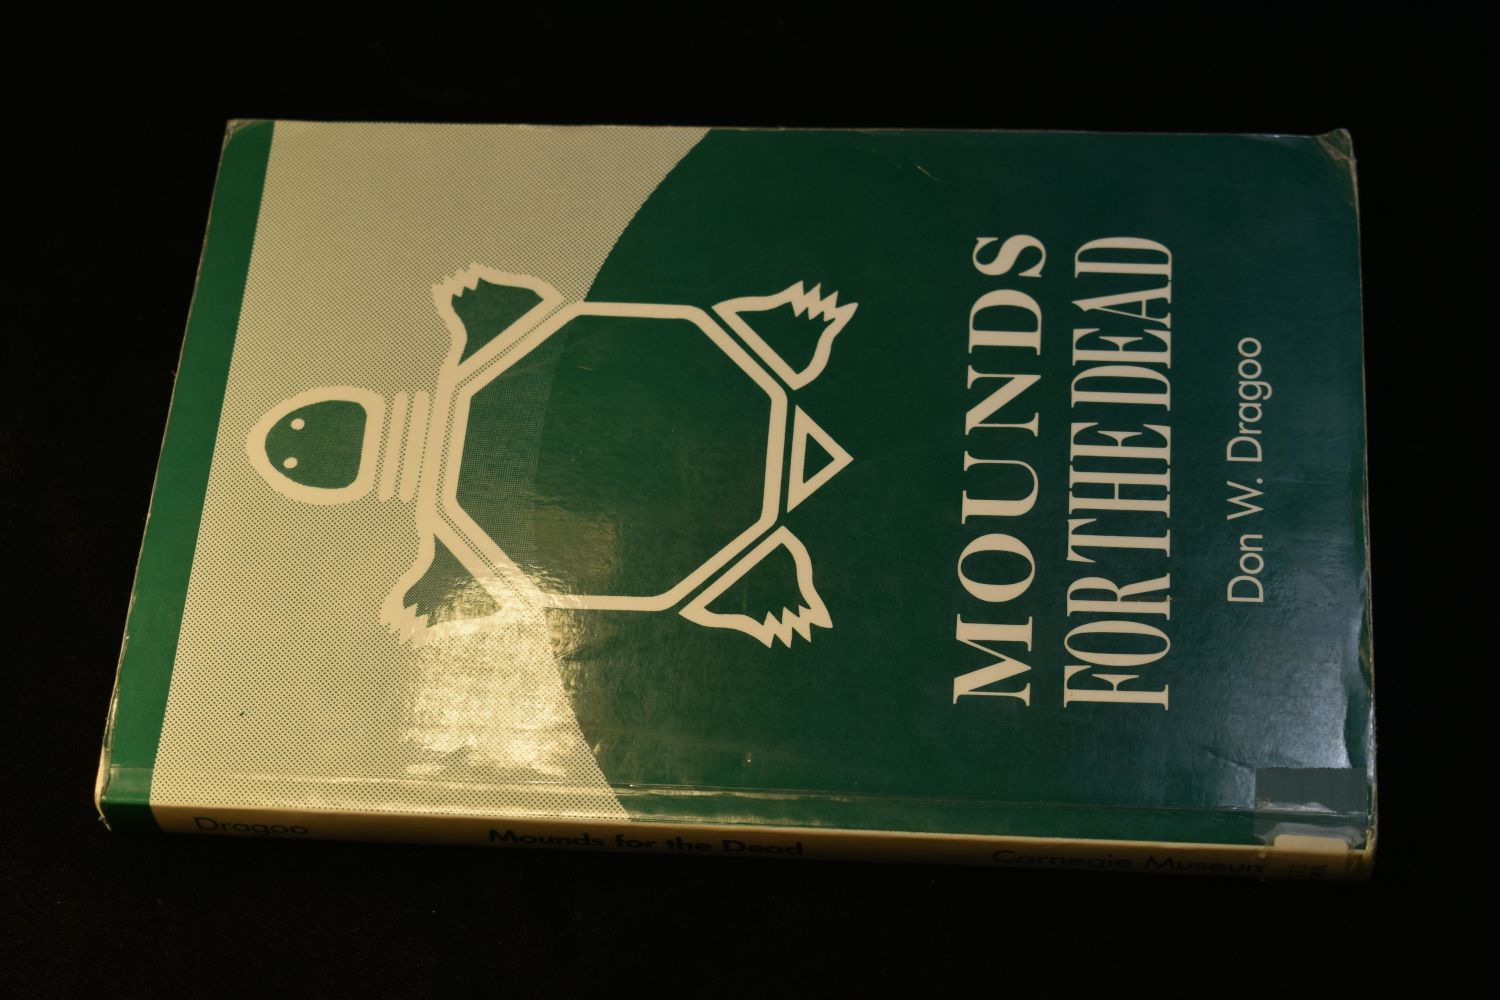 MOUNDS
FOR THE DEAD
Don W. Dragoo
Dragoo
Mounds for the Dead
Carnegie Museum